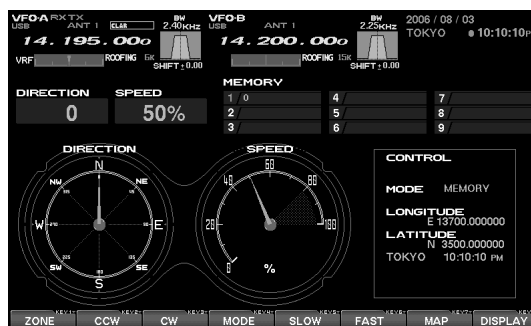 VFO-A RX TX
USB ANT 1 CLAR
BW 2.40KHz
14.195.000
VRF ROOFING 6K
SHIFT ±0.00
VFO-B
USB ANT 1
BW 2.25KHz
14.200.000
ROOFING 15K
SHIFT ±0.00
2006 / 08 / 03
TOKYO 10:10:10
DIRECTION SPEED
0 50%
MEMORY
1 / 0 4 / 7 /
2 / 5 / 8 /
3 / 6 / 9 /
DIRECTION
N
NW NE
W E
SW SE
S
SPEED
0 20 40 60 80 100
%
CONTROL
MODE MEMORY
LONGITUDE
E 13700.000000
LATITUDE
N 3500.000000
TOKYO 10:10:10 PM
ZONE CCW CW MODE SLOW FAST MAP DISPLAY